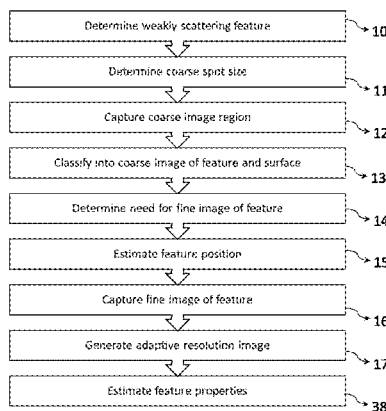 Determine weakly scattering feature
10
Determine coarse spot size
11
Capture coarse image region
12
Classify into coarse image of feature and surface
13
Determine need for fine image of feature
14
Estimate feature position
15
Capture fine image of feature
16
Generate adaptive resolution image
17
Estimate feature properties
38